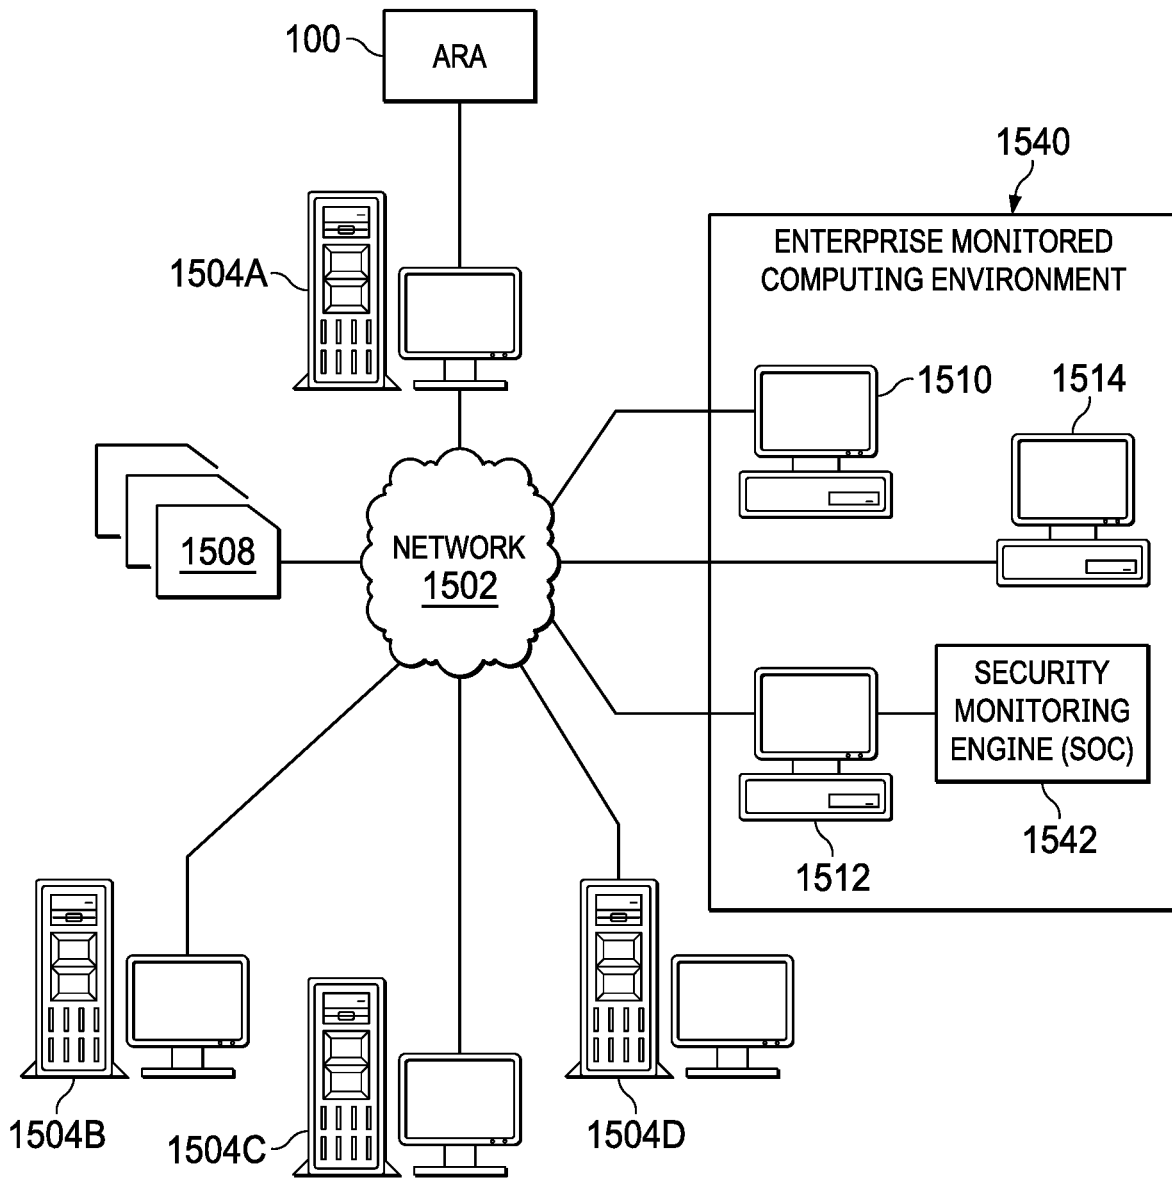 100
ARA
1540
1504A
ENTERPRISE MONITORED
COMPUTING ENVIRONMENT
1510
1514
1508
NETWORK
1502
SECURITY
MONITORING
ENGINE (SOC)
1542
1512
1504B
1504C
1504D